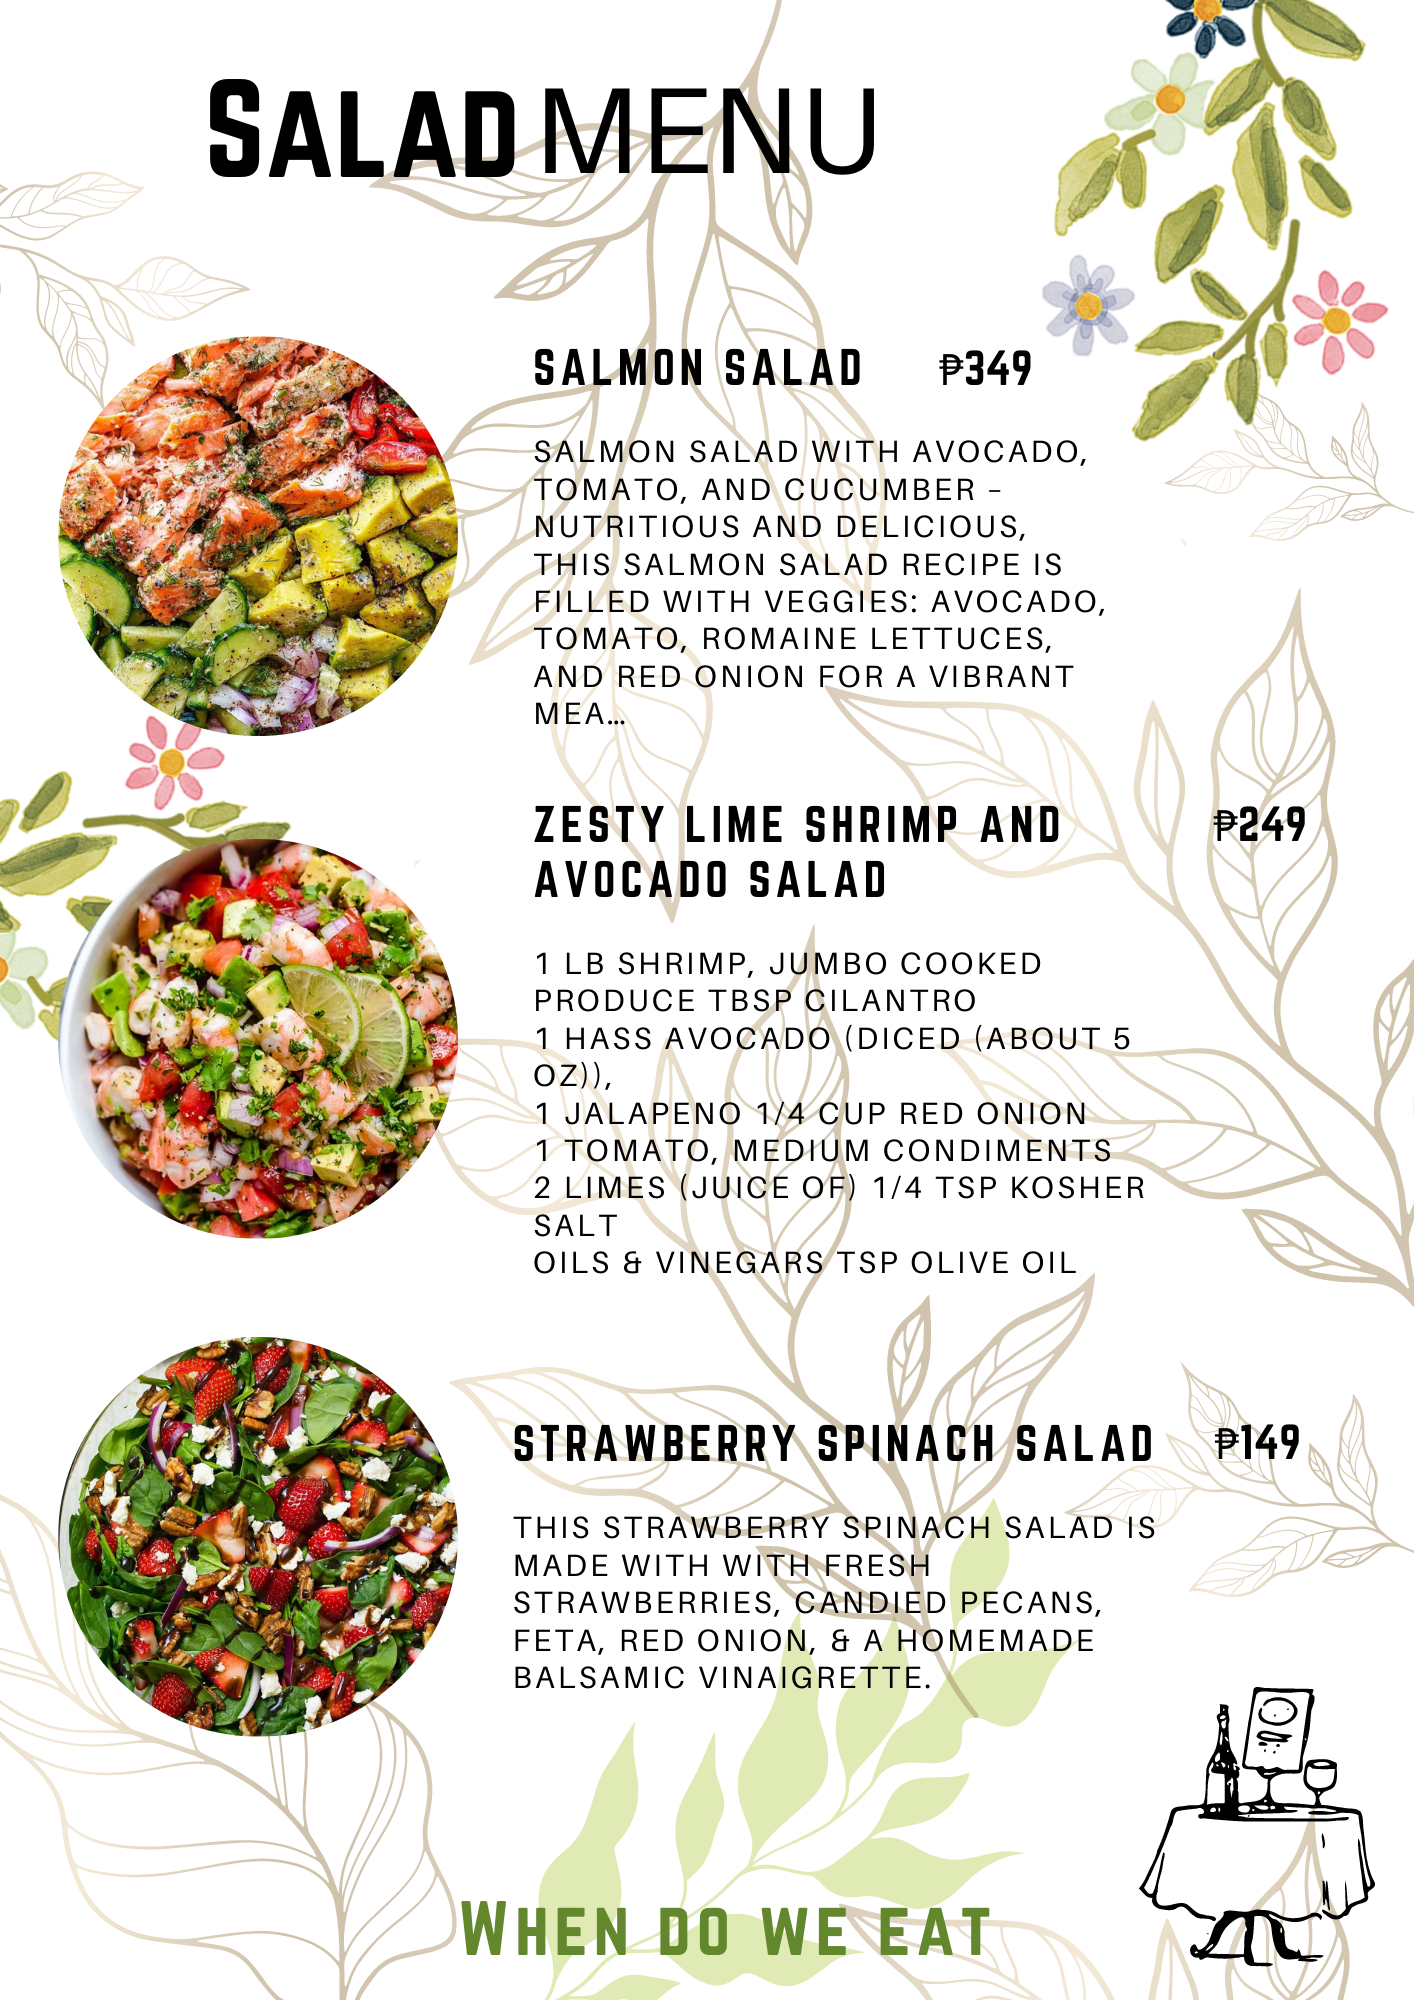 SALAD MENU
SALMON SALAD ₱349
SALMON SALAD WITH AVOCADO,
TOMATO, AND CUCUMBER –
NUTRITIOUS AND DELICIOUS,
THIS SALMON SALAD RECIPE IS
FILLED WITH VEGGIES: AVOCADO,
TOMATO, ROMAINE LETTUCES,
AND RED ONION FOR A VIBRANT
MEA…
ZESTY LIME SHRIMP AND ₱249
AVOCADO SALAD
1 LB SHRIMP, JUMBO COOKED
PRODUCE TBSP CILANTRO
1 HASS AVOCADO (DICED (ABOUT 5
OZ)),
1 JALAPENO 1/4 CUP RED ONION
1 TOMATO, MEDIUM CONDIMENTS
2 LIMES (JUICE OF) 1/4 TSP KOSHER
SALT
OILS & VINEGARS TSP OLIVE OIL
STRAWBERRY SPINACH SALAD ₱149
THIS STRAWBERRY SPINACH SALAD IS
MADE WITH WITH FRESH
STRAWBERRIES, CANDIED PECANS,
FETA, RED ONION, & A HOMEMADE
BALSAMIC VINAIGRETTE.
WHEN DO WE EAT